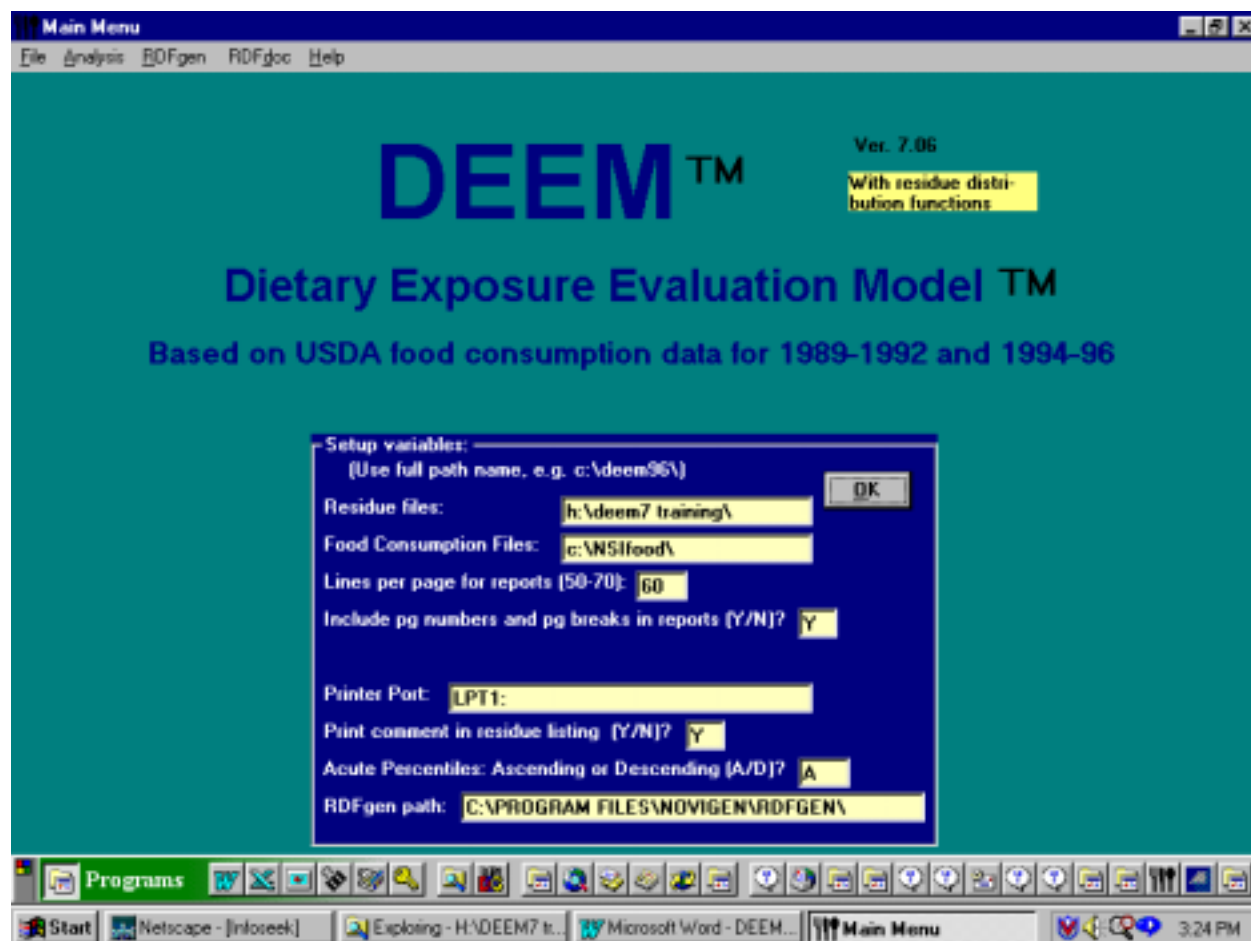 Main Menu
File Analysis RDFgen RDFdoc Help
DEEM™
Ver. 7.06
With residue distri-
bution functions
Dietary Exposure Evaluation Model ™
Based on USDA food consumption data for 1989-1992 and 1994-96
Setup variables:
(Use full path name, e.g. c:\deem96\)
OK
Residue files: h:\deem7 training\
Food Consumption Files: c:\NSIfood\
Lines per page for reports (50-70): 60
Include pg numbers and pg breaks in reports (Y/N)? Y
Printer Port: LPT1:
Print comment in residue listing (Y/N)? Y
Acute Percentiles: Ascending or Descending (A/D)? A
RDFgen path: C:\PROGRAM FILES\NOVIGEN\RDFGEN\
Programs
Start Netscape - [Infoseek] Exploring - H:\DEEM7 tr... Microsoft Word - DEEM... Main Menu 3:24 PM